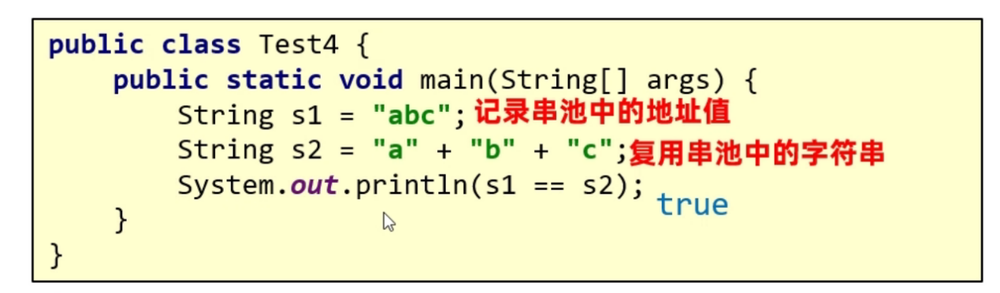 public class Test4 {
public static void main(String[] args) {
String s1 = "abc"; 记录串池中的地址值
String s2 = "a" + "b" + "c";复用串池中的字符串
System.out.println(s1 == s2); true
}
}